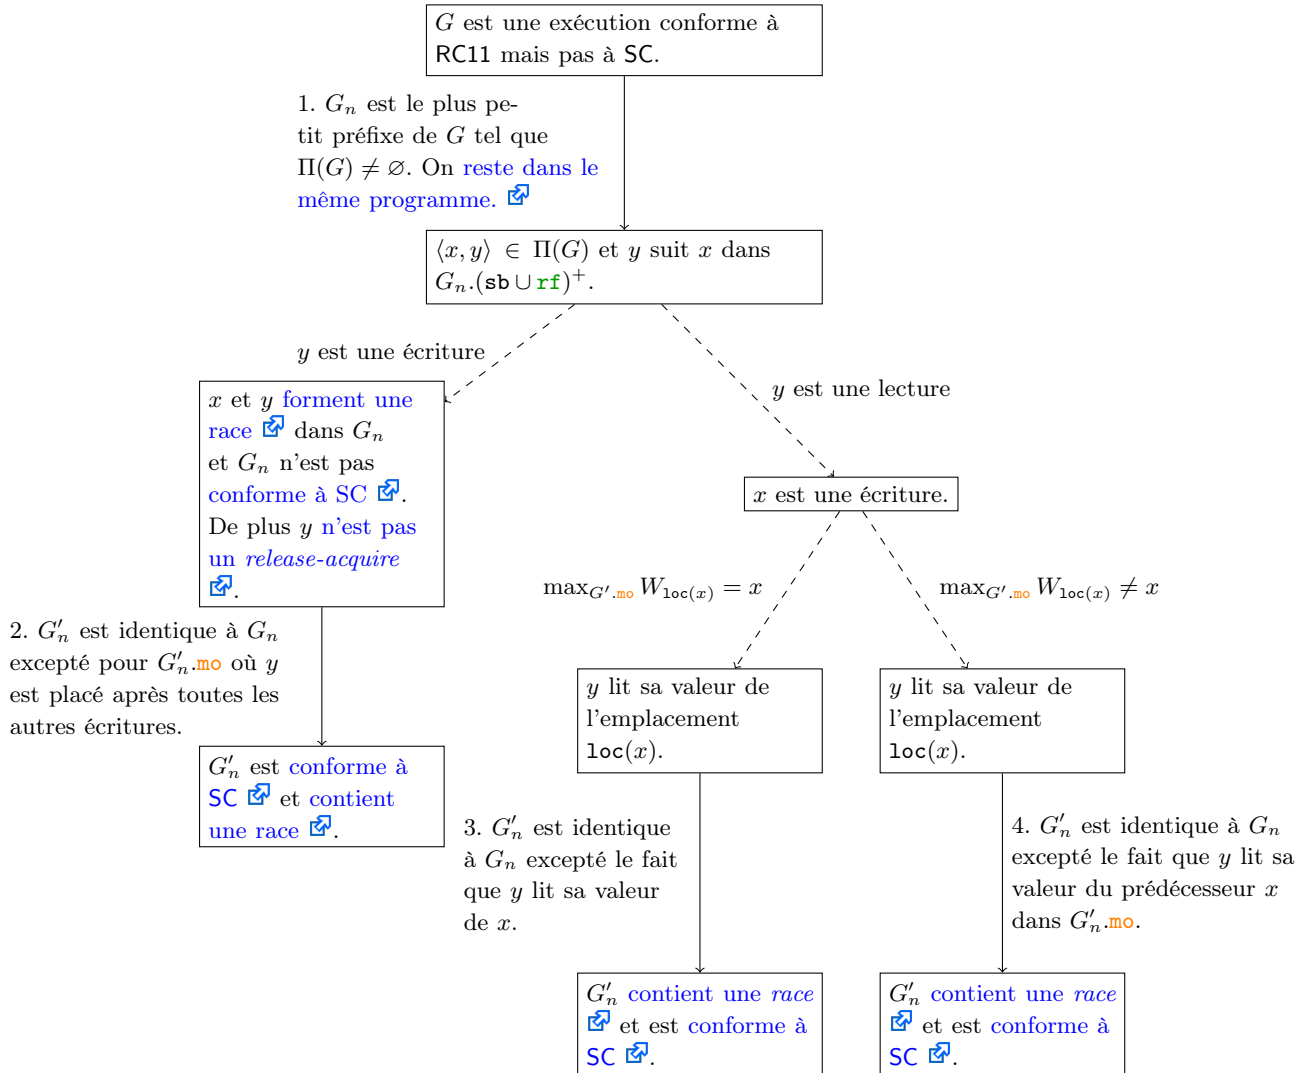 G est une exécution conforme à
RC11 mais pas à SC.
1. Gₙ est le plus pe-
tit préfixe de G tel que
Π(G) ≠ ∅. On reste dans le
même programme.
⟨x, y⟩ ∈ Π(G) et y suit x dans
Gₙ.(sb ∪ rf)⁺.
y est une écriture
y est une lecture
x et y forment une
race dans Gₙ
et Gₙ n'est pas
conforme à SC .
De plus y n'est pas
un release-acquire
.
x est une écriture.
max_{G′.mo} W_{loc(x)} = x
max_{G′.mo} W_{loc(x)} ≠ x
2. G′ₙ est identique à Gₙ
excepté pour G′ₙ.mo où y
est placé après toutes les
autres écritures.
y lit sa valeur de
l'emplacement
loc(x).
y lit sa valeur de
l'emplacement
loc(x).
G′ₙ est conforme à
SC et contient
une race .
3. G′ₙ est identique
à Gₙ excepté le fait
que y lit sa valeur
de x.
4. G′ₙ est identique à Gₙ
excepté le fait que y lit sa
valeur du prédécesseur x
dans G′ₙ.mo.
G′ₙ contient une race
et est conforme à
SC .
G′ₙ contient une race
et est conforme à
SC .